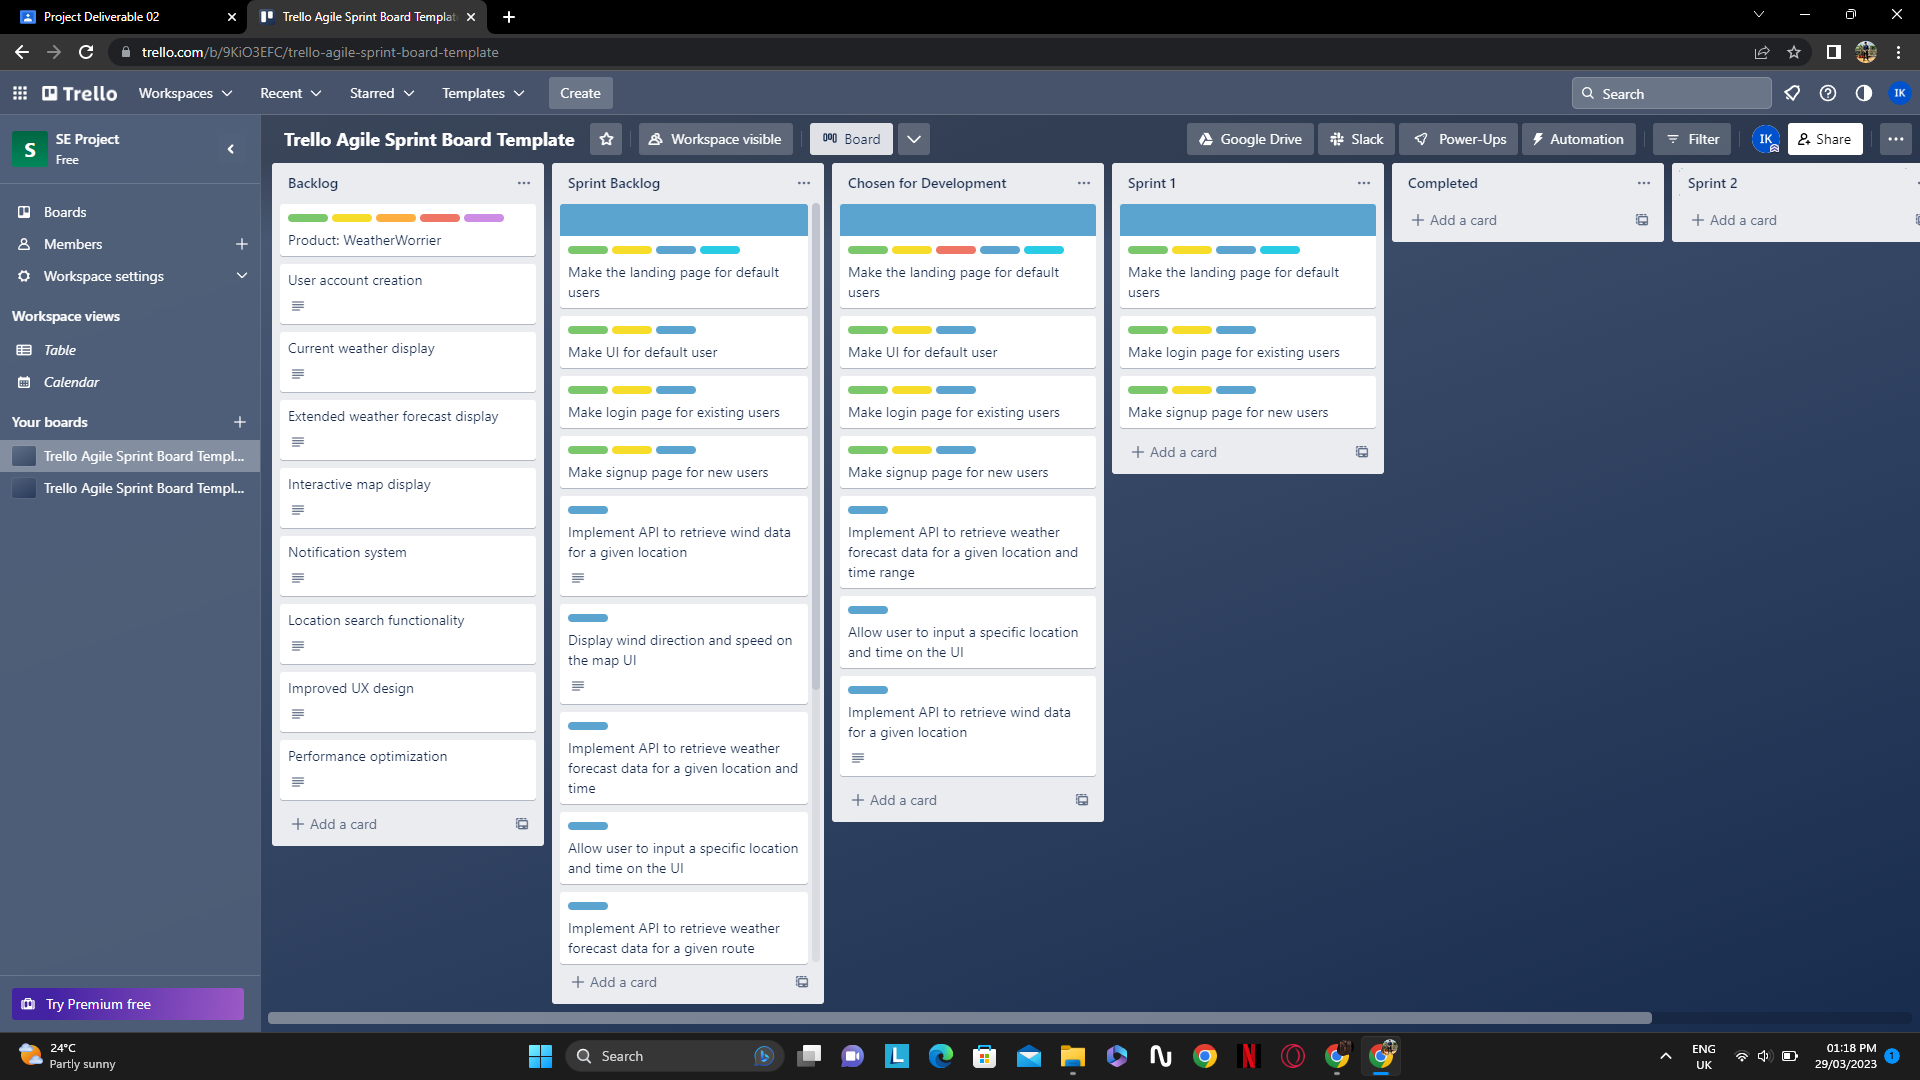 Project Deliverable 02
Trello Agile Sprint Board Templat
trello.com/b/9KiO3EFC/trello-agile-sprint-board-template
Trello
Workspaces
Recent
Starred
Templates
Create
Search
IK
S
SE Project
Free
Trello Agile Sprint Board Template
Workspace visible
Board
Google Drive
Slack
Power-Ups
Automation
Filter
IK
Share
Boards
Members
Workspace settings
Workspace views
Table
Calendar
Your boards
Trello Agile Sprint Board Templ...
Trello Agile Sprint Board Templ...
Try Premium free
Backlog
Product: WeatherWorrier
User account creation
Current weather display
Extended weather forecast display
Interactive map display
Notification system
Location search functionality
Improved UX design
Performance optimization
Add a card
Sprint Backlog
Make the landing page for default
users
Make UI for default user
Make login page for existing users
Make signup page for new users
Implement API to retrieve wind data
for a given location
Display wind direction and speed on
the map UI
Implement API to retrieve weather
forecast data for a given location and
time
Allow user to input a specific location
and time on the UI
Implement API to retrieve weather
forecast data for a given route
Add a card
Chosen for Development
Make the landing page for default
users
Make UI for default user
Make login page for existing users
Make signup page for new users
Implement API to retrieve weather
forecast data for a given location and
time range
Allow user to input a specific location
and time on the UI
Implement API to retrieve wind data
for a given location
Add a card
Sprint 1
Make the landing page for default
users
Make login page for existing users
Make signup page for new users
Add a card
Completed
Add a card
Sprint 2
Add a card
24°C
Partly sunny
Search
L
N
ENG
UK
01:18 PM
29/03/2023
1